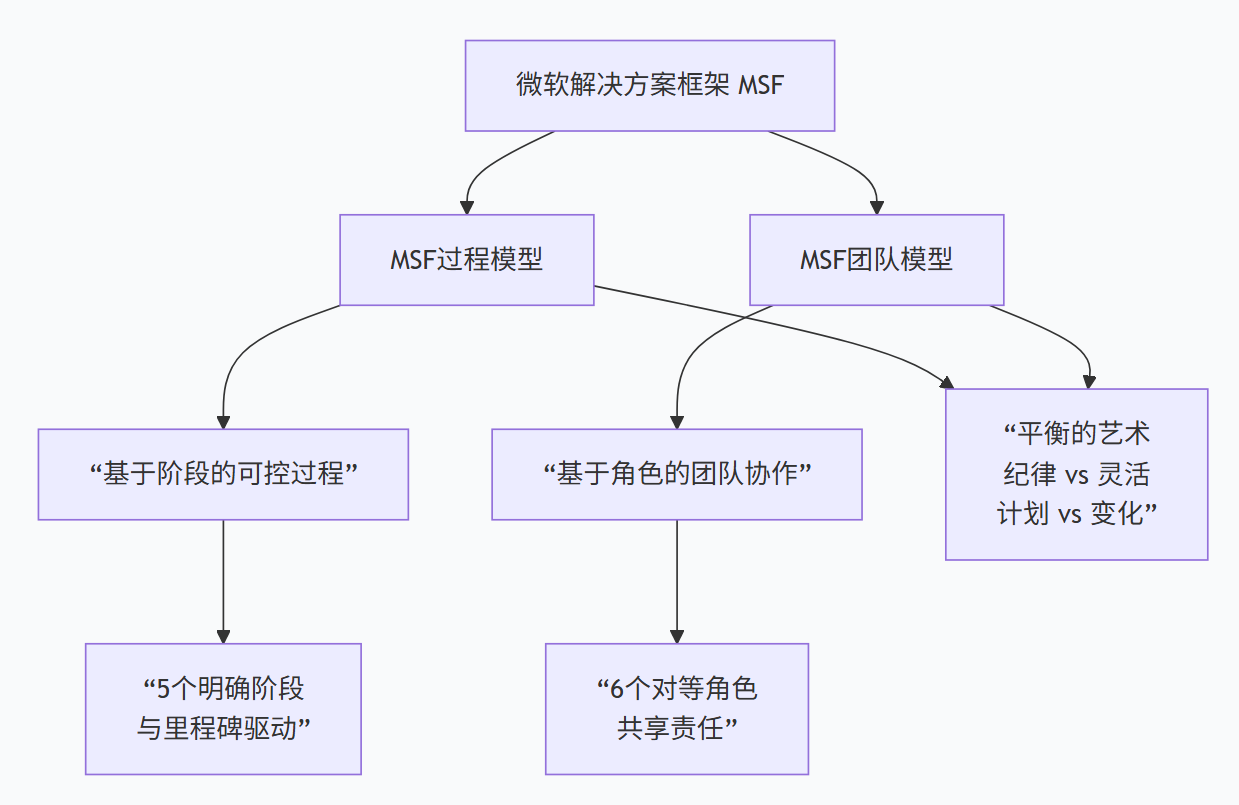 微软解决方案框架 MSF
MSF过程模型
MSF团队模型
“基于阶段的可控过程”
“基于角色的团队协作”
“平衡的艺术
纪律 vs 灵活
计划 vs 变化”
“5个明确阶段
与里程碑驱动”
“6个对等角色
共享责任”